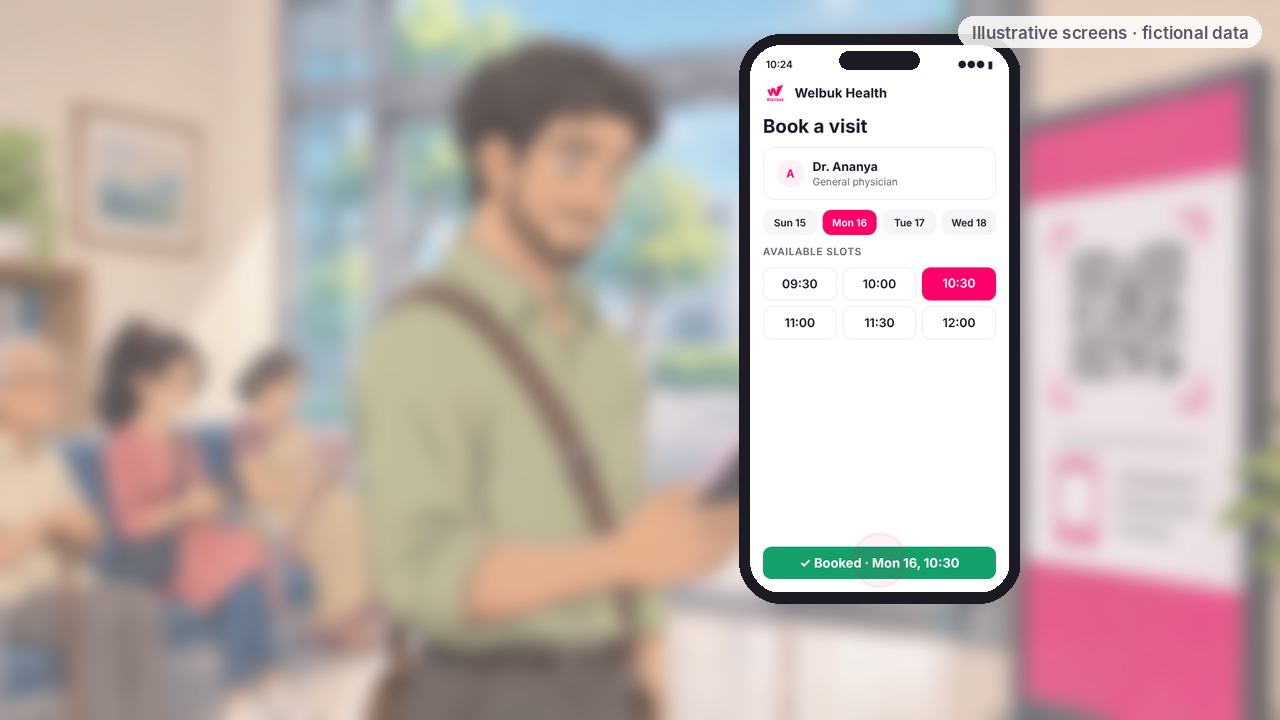 Illustrative screens · fictional data
10:24
Welbuk
Welbuk Health
Book a visit
A
Dr. Ananya
General physician
Sun 15
Mon 16
Tue 17
Wed 18
AVAILABLE SLOTS
09:30
10:00
10:30
11:00
11:30
12:00
✓ Booked · Mon 16, 10:30